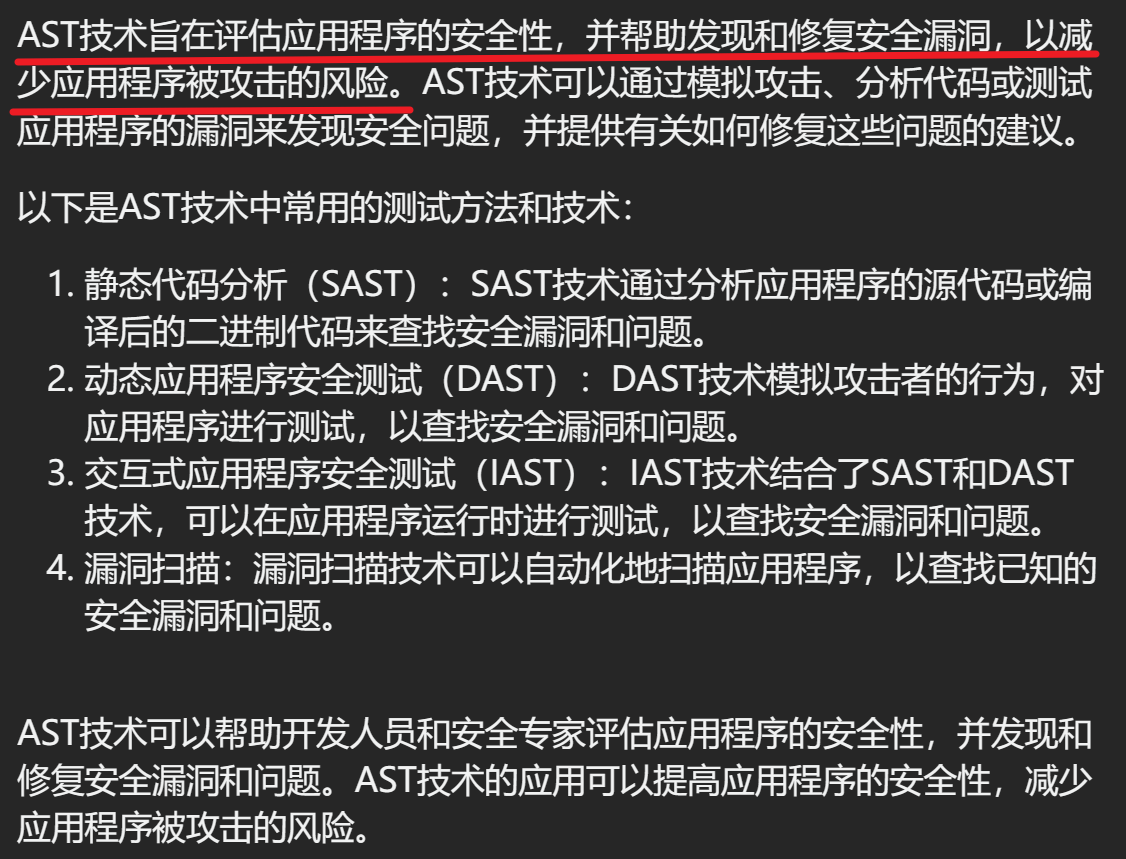 AST技术旨在评估应用程序的安全性，并帮助发现和修复安全漏洞，以减
少应用程序被攻击的风险。AST技术可以通过模拟攻击、分析代码或测试
应用程序的漏洞来发现安全问题，并提供有关如何修复这些问题的建议。
以下是AST技术中常用的测试方法和技术：
1. 静态代码分析（SAST）：SAST技术通过分析应用程序的源代码或编
译后的二进制代码来查找安全漏洞和问题。
2. 动态应用程序安全测试（DAST）：DAST技术模拟攻击者的行为，对
应用程序进行测试，以查找安全漏洞和问题。
3. 交互式应用程序安全测试（IAST）：IAST技术结合了SAST和DAST
技术，可以在应用程序运行时进行测试，以查找安全漏洞和问题。
4. 漏洞扫描：漏洞扫描技术可以自动化地扫描应用程序，以查找已知的
安全漏洞和问题。
AST技术可以帮助开发人员和安全专家评估应用程序的安全性，并发现和
修复安全漏洞和问题。AST技术的应用可以提高应用程序的安全性，减少
应用程序被攻击的风险。